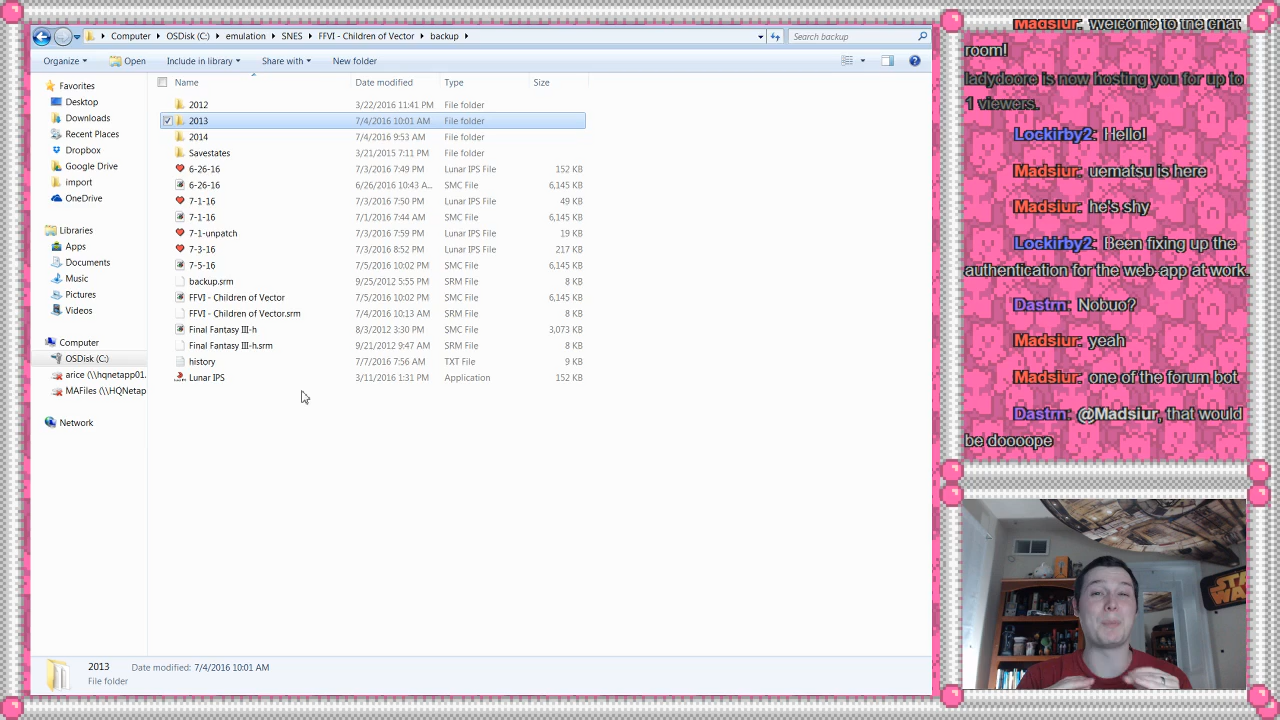 Computer OSDisk (C:) emulation SNES FFVI - Children of Vector backup
Search backup
Organize Open Include in library Share with New folder
Name Date modified Type Size
Favorites
Desktop
Downloads
Recent Places
Dropbox
Google Drive
import
OneDrive
Libraries
Apps
Documents
Music
Pictures
Videos
Computer
OSDisk (C:)
arice (\\hqnetapp01.
MAFiles (\\HQNetap
Network
2012 3/22/2016 11:41 PM File folder
2013 7/4/2016 10:01 AM File folder
2014 7/4/2016 9:53 AM File folder
Savestates 3/21/2015 7:11 PM File folder
6-26-16 7/3/2016 7:49 PM Lunar IPS File 152 KB
6-26-16 6/26/2016 10:43 A... SMC File 6,145 KB
7-1-16 7/3/2016 7:50 PM Lunar IPS File 49 KB
7-1-16 7/1/2016 7:44 AM SMC File 6,145 KB
7-1-unpatch 7/3/2016 7:59 PM Lunar IPS File 19 KB
7-3-16 7/3/2016 8:52 PM Lunar IPS File 217 KB
7-5-16 7/5/2016 10:02 PM SMC File 6,145 KB
backup.srm 9/25/2012 5:55 PM SRM File 8 KB
FFVI - Children of Vector 7/5/2016 10:02 PM SMC File 6,145 KB
FFVI - Children of Vector.srm 7/4/2016 10:13 AM SRM File 8 KB
Final Fantasy III-h 8/3/2012 3:30 PM SMC File 3,073 KB
Final Fantasy III-h.srm 9/21/2012 9:47 AM SRM File 8 KB
history 7/7/2016 7:56 AM TXT File 9 KB
Lunar IPS 3/11/2016 1:31 PM Application 152 KB
2013 Date modified: 7/4/2016 10:01 AM
File folder
Madsiur: welcome to the chat
room!
ladydoore is now hosting you for up to
1 viewers.
Lockirby2: Hello!
Madsiur: uematsu is here
Madsiur: he's shy
Lockirby2: Been fixing up the
authentication for the web-app at work.
Dastrn: Nobuo?
Madsiur: yeah
Madsiur: one of the forum bot
Dastrn: @Madsiur, that would
be doooope
STAR
WAR